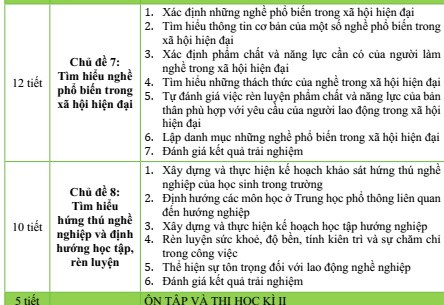 12 tiết
Chủ đề 7:
Tìm hiểu nghề
phổ biến trong
xã hội hiện đại
1. Xác định những nghề phổ biến trong xã hội hiện đại
2. Tìm hiểu thông tin cơ bản của một số nghề phổ biến trong
xã hội hiện đại
3. Xác định phẩm chất và năng lực cần có của người làm
nghề trong xã hội hiện đại
4. Tìm hiểu những thách thức của nghề trong xã hội hiện đại
5. Tự đánh giá việc rèn luyện phẩm chất và năng lực của bản
thân phù hợp với yêu cầu của người lao động trong xã hội
hiện đại
6. Lập danh mục những nghề phổ biến trong xã hội hiện đại
7. Đánh giá kết quả trải nghiệm
10 tiết
Chủ đề 8:
Tìm hiểu
hứng thú nghề
nghiệp và định
hướng học tập,
rèn luyện
1. Xây dựng và thực hiện kế hoạch khảo sát hứng thú nghề
nghiệp của học sinh trong trường
2. Định hướng các môn học ở Trung học phổ thông liên quan
đến hướng nghiệp
3. Xây dựng và thực hiện kế hoạch học tập hướng nghiệp
4. Rèn luyện sức khoẻ, độ bền, tính kiên trì và sự chăm chỉ
trong công việc
5. Thể hiện sự tôn trọng đối với lao động nghề nghiệp
6. Đánh giá kết quả trải nghiệm
5 tiết
ÔN TẬP VÀ THI HỌC KÌ II